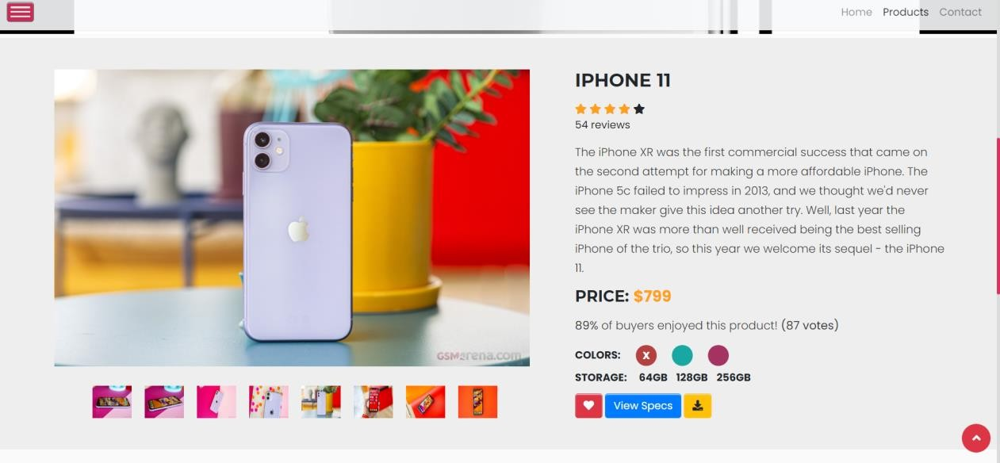 Home Products Contact
IPHONE 11
54 reviews
The iPhone XR was the first commercial success that came on
the second attempt for making a more affordable iPhone. The
iPhone 5c failed to impress in 2013, and we thought we'd never
see the maker give this idea another try. Well, last year the
iPhone XR was more than well received being the best selling
iPhone of the trio, so this year we welcome its sequel - the iPhone
11.
PRICE: $799
89% of buyers enjoyed this product! (87 votes)
COLORS: X
STORAGE: 64GB 128GB 256GB
View Specs
GSMarena.com